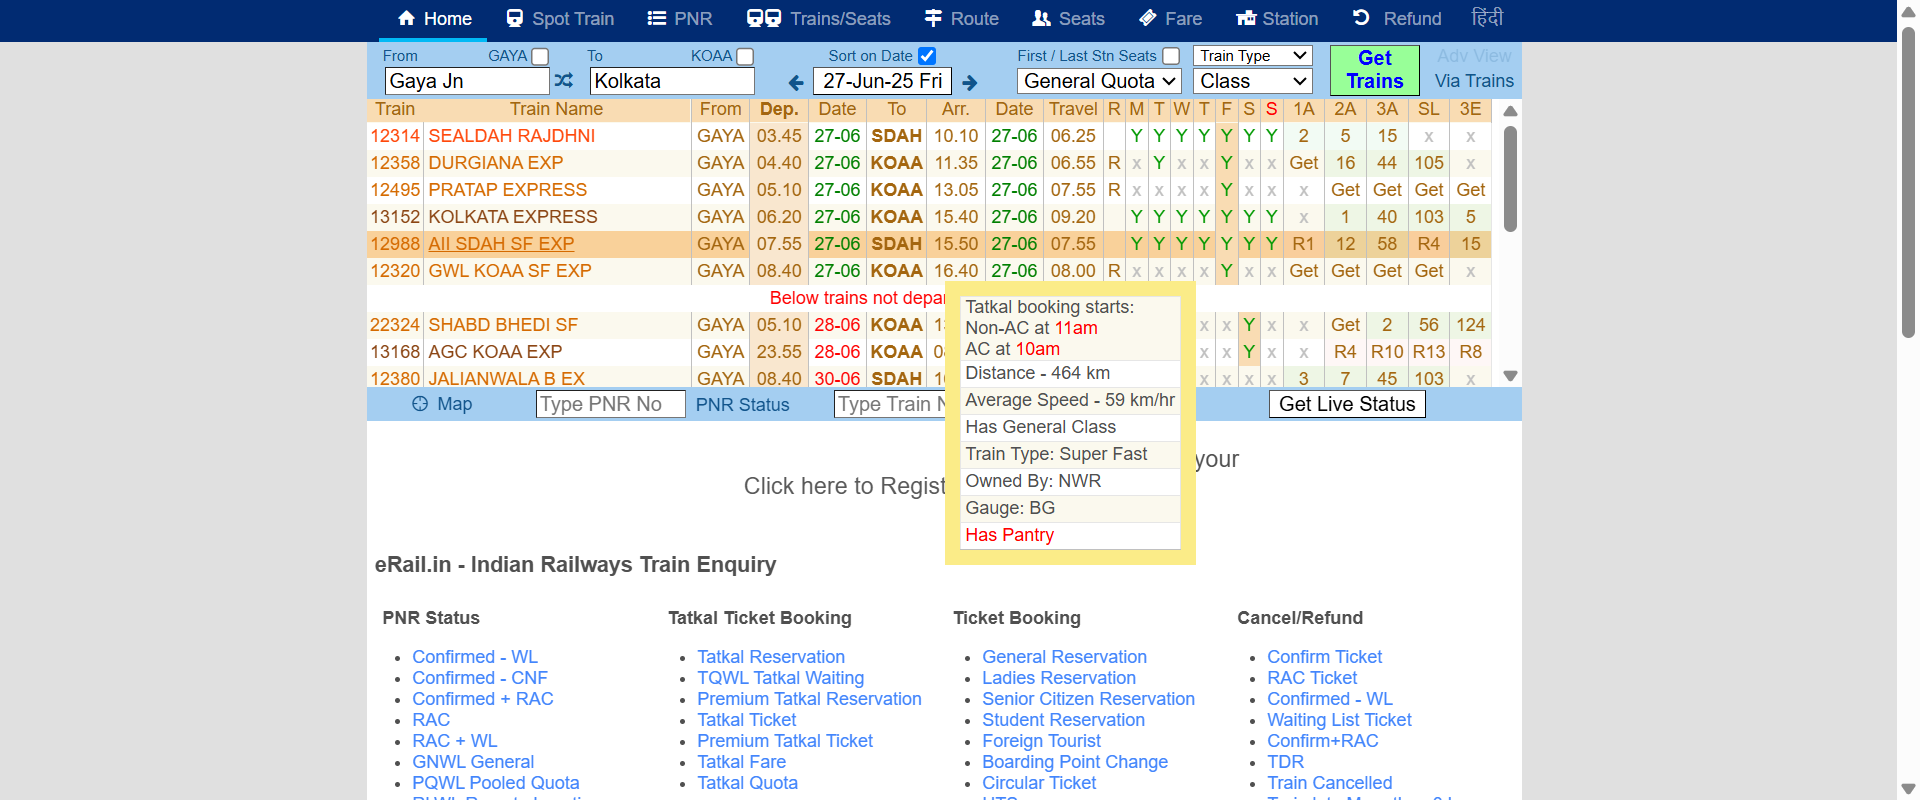 Home Spot Train PNR Trains/Seats Route Seats Fare Station Refund हिंदी
From GAYA To KOAA Sort on Date First / Last Stn Seats Train Type Get Trains Adv View
Gaya Jn Kolkata 27-Jun-25 Fri General Quota Class Via Trains
Train Train Name From Dep. Date To Arr. Date Travel R M T W T F S S 1A 2A 3A SL 3E
12314 SEALDAH RAJDHNI GAYA 03.45 27-06 SDAH 10.10 27-06 06.25 Y Y Y Y Y Y Y 2 5 15 x x
12358 DURGIANA EXP GAYA 04.40 27-06 KOAA 11.35 27-06 06.55 R x Y x x Y x x Get 16 44 105 x
12495 PRATAP EXPRESS GAYA 05.10 27-06 KOAA 13.05 27-06 07.55 R x x x x Y x x x Get Get Get Get
13152 KOLKATA EXPRESS GAYA 06.20 27-06 KOAA 15.40 27-06 09.20 Y Y Y Y Y Y Y x 1 40 103 5
12988 AII SDAH SF EXP GAYA 07.55 27-06 SDAH 15.50 27-06 07.55 Y Y Y Y Y Y Y R1 12 58 R4 15
12320 GWL KOAA SF EXP GAYA 08.40 27-06 KOAA 16.40 27-06 08.00 R x x x x Y x x Get Get Get Get x
Below trains not
22324 SHABD BHEDI SF GAYA 05.10 28-06 KOAA x x Y x x Get 2 56 124
13168 AGC KOAA EXP GAYA 23.55 28-06 KOAA x x Y x x R4 R10 R13 R8
12380 JALIANWALA B EX GAYA 08.40 30-06 SDAH x x x x 3 7 45 103 x
Tatkal booking starts:
Non-AC at 11am
AC at 10am
Distance - 464 km
Average Speed - 59 km/hr
Has General Class
Train Type: Super Fast
Owned By: NWR
Gauge: BG
Has Pantry
Map Type PNR No PNR Status Type Train Get Live Status
your
Click here to
eRail.in - Indian Railways Train Enquiry
PNR Status
Confirmed - WL
Confirmed - CNF
Confirmed + RAC
RAC
RAC + WL
GNWL General
PQWL Pooled Quota
Tatkal Ticket Booking
Tatkal Reservation
TQWL Tatkal Waiting
Premium Tatkal Reservation
Tatkal Ticket
Premium Tatkal Ticket
Tatkal Fare
Tatkal Quota
Ticket Booking
General Reservation
Ladies Reservation
Senior Citizen Reservation
Student Reservation
Foreign Tourist
Boarding Point Change
Circular Ticket
Cancel/Refund
Confirm Ticket
RAC Ticket
Confirmed - WL
Waiting List Ticket
Confirm+RAC
TDR
Train Cancelled